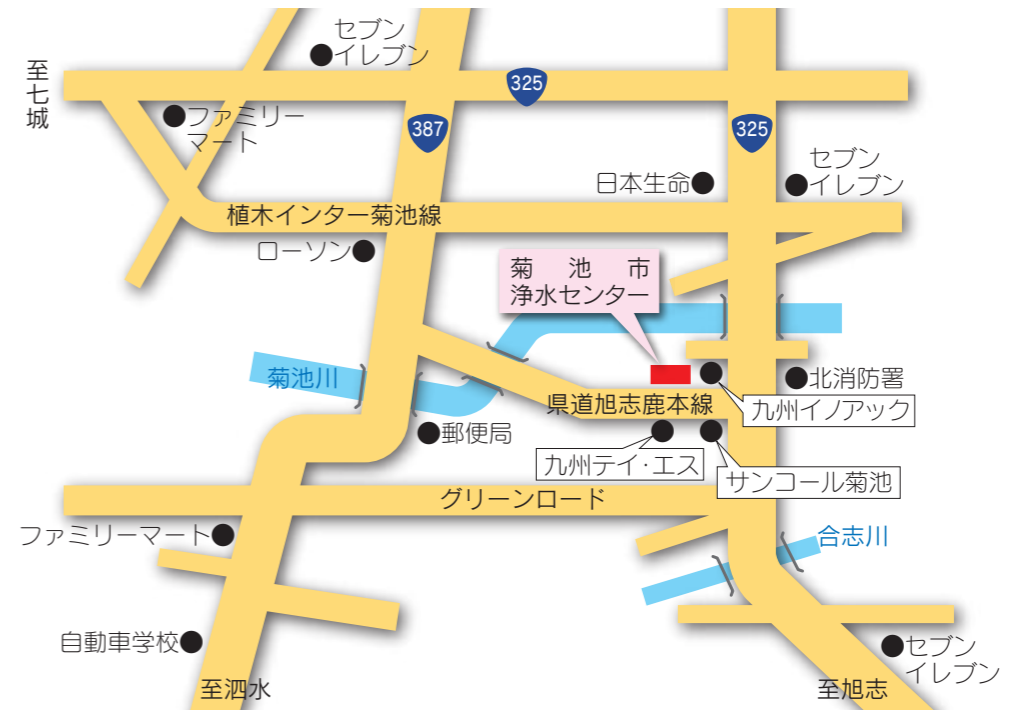 セブン
イレブン
至七城
325
ファミリー
マート
387
325
日本生命
セブン
イレブン
植木インター菊池線
ローソン
菊池市
浄水センター
菊池川
北消防署
県道旭志鹿本線
九州イノアック
郵便局
九州テイ・エス
サンコール菊池
グリーンロード
ファミリーマート
合志川
自動車学校
セブン
イレブン
至泗水
至旭志